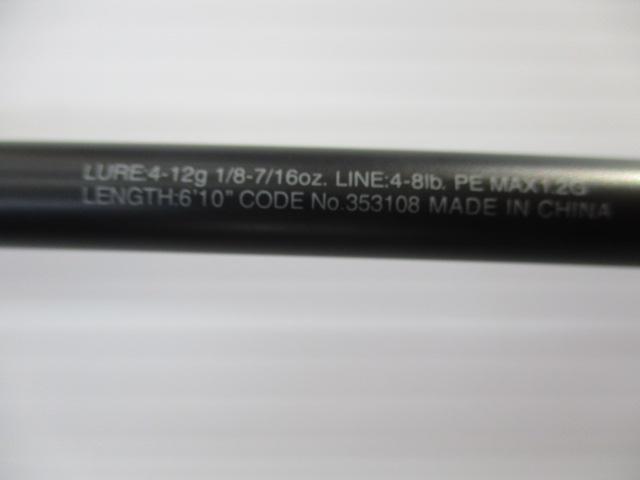 LURE:4-12g 1/8-7/16oz. LINE:4-8lb. PE MAX1.2G
LENGTH:6'10" CODE No.353108 MADE IN CHINA